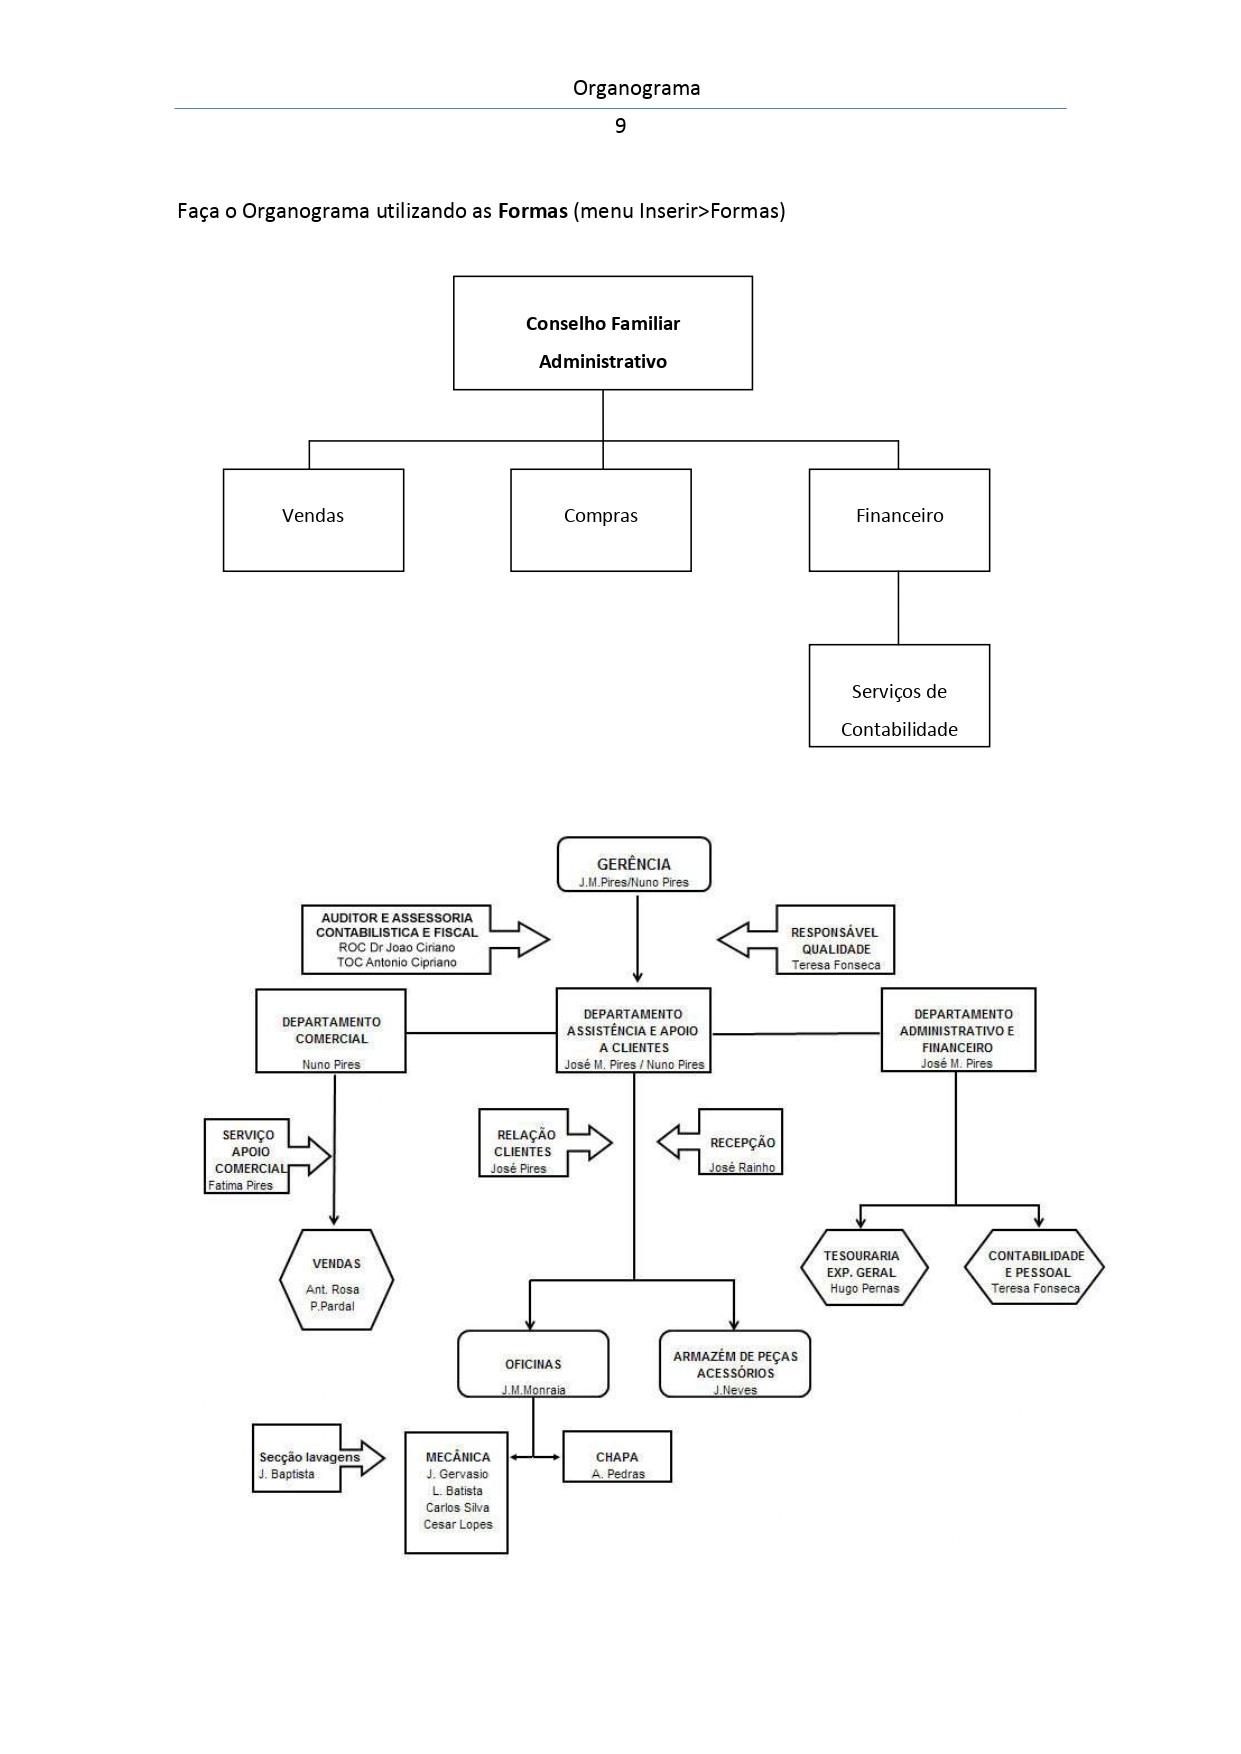 Organograma
9
Faça o Organograma utilizando as Formas (menu Inserir>Formas)
Conselho Familiar
Administrativo
Vendas
Compras
Financeiro
Serviços de
Contabilidade
GERÊNCIA
J.M.Pires/Nuno Pires
AUDITOR E ASSESSORIA
CONTABILISTICA E FISCAL
ROC Dr Joao Ciriano
TOC Antonio Cipriano
RESPONSÁVEL
QUALIDADE
Teresa Fonseca
DEPARTAMENTO
COMERCIAL
Nuno Pires
DEPARTAMENTO
ASSISTÊNCIA E APOIO
A CLIENTES
José M. Pires / Nuno Pires
DEPARTAMENTO
ADMINISTRATIVO E
FINANCEIRO
José M. Pires
SERVIÇO
APOIO
COMERCIAL
Fatima Pires
RELAÇÃO
CLIENTES
José Pires
RECEPÇÃO
José Rainho
VENDAS
Ant. Rosa
P.Pardal
TESOURARIA
EXP. GERAL
Hugo Pernas
CONTABILIDADE
E PESSOAL
Teresa Fonseca
OFICINAS
J.M.Monraia
ARMAZÉM DE PEÇAS
ACESSÓRIOS
J.Neves
Secção lavagens
J. Baptista
MECÂNICA
J. Gervasio
L. Batista
Carlos Silva
Cesar Lopes
CHAPA
A. Pedras